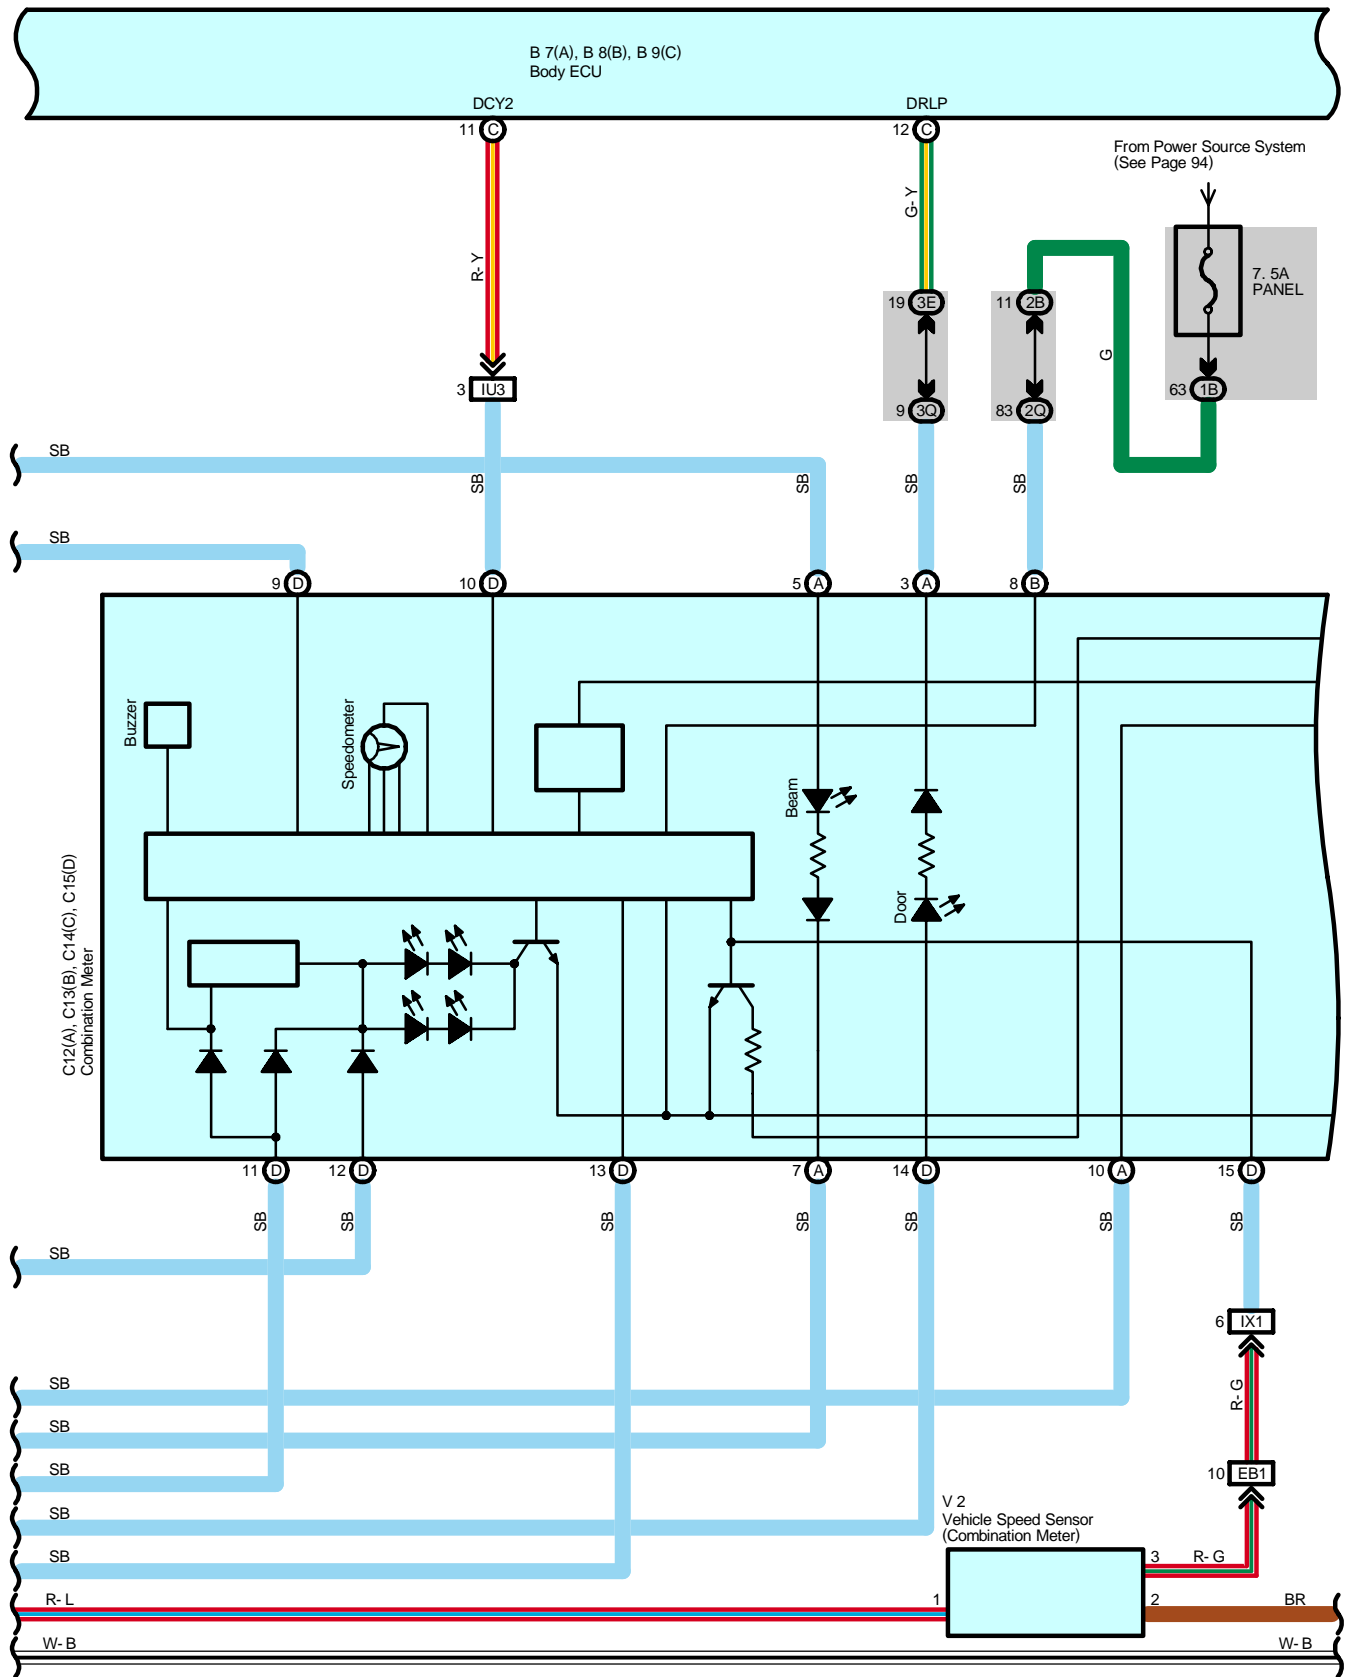 B 7(A), B 8(B), B 9(C)
Body ECU
DCY2
DRLP
11 C
12 C
From Power Source System
(See Page 94)
R- Y
G- Y
7. 5A
PANEL
19 3E
11 2B
G
3 IU3
63 1B
9 3Q
83 2Q
SB
SB
SB
SB
SB
SB
9 D
10 D
5 A
3 A
8 B
Buzzer
Speedometer
Beam
Door
C12(A), C13(B), C14(C), C15(D)
Combination Meter
11 D
12 D
13 D
7 A
14 D
10 A
15 D
SB
SB
SB
SB
SB
SB
SB
SB
6 IX1
SB
R- G
SB
SB
10 EB1
V 2
Vehicle Speed Sensor
(Combination Meter)
SB
SB
3
R- G
R- L
1
2
BR
W- B
W- B